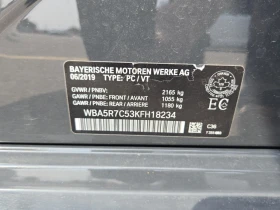 BAYERISCHE MOTOREN WERKE AG
06/2019 TYPE: PC / VT
GVWR / PNBV: 2165 kg
GAWR / PNBE: FRONT / AVANT 1055 kg
GAWR / PNBE: REAR / ARRIERE 1180 kg
WBA5R7C53KFH18234
EC
C36